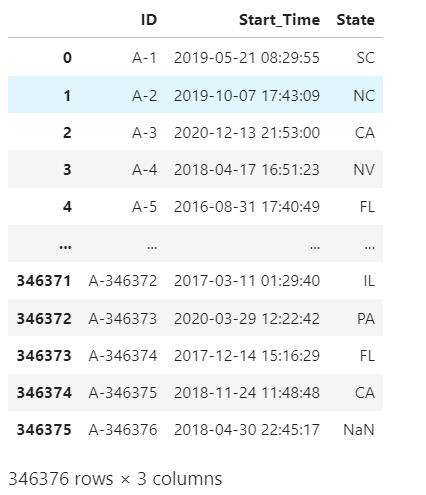 ID Start_Time State
0 A-1 2019-05-21 08:29:55 SC
1 A-2 2019-10-07 17:43:09 NC
2 A-3 2020-12-13 21:53:00 CA
3 A-4 2018-04-17 16:51:23 NV
4 A-5 2016-08-31 17:40:49 FL
... ... ... ...
346371 A-346372 2017-03-11 01:29:40 IL
346372 A-346373 2020-03-29 12:22:42 PA
346373 A-346374 2017-12-14 15:16:29 FL
346374 A-346375 2018-11-24 11:48:48 CA
346375 A-346376 2018-04-30 22:45:17 NaN
346376 rows × 3 columns